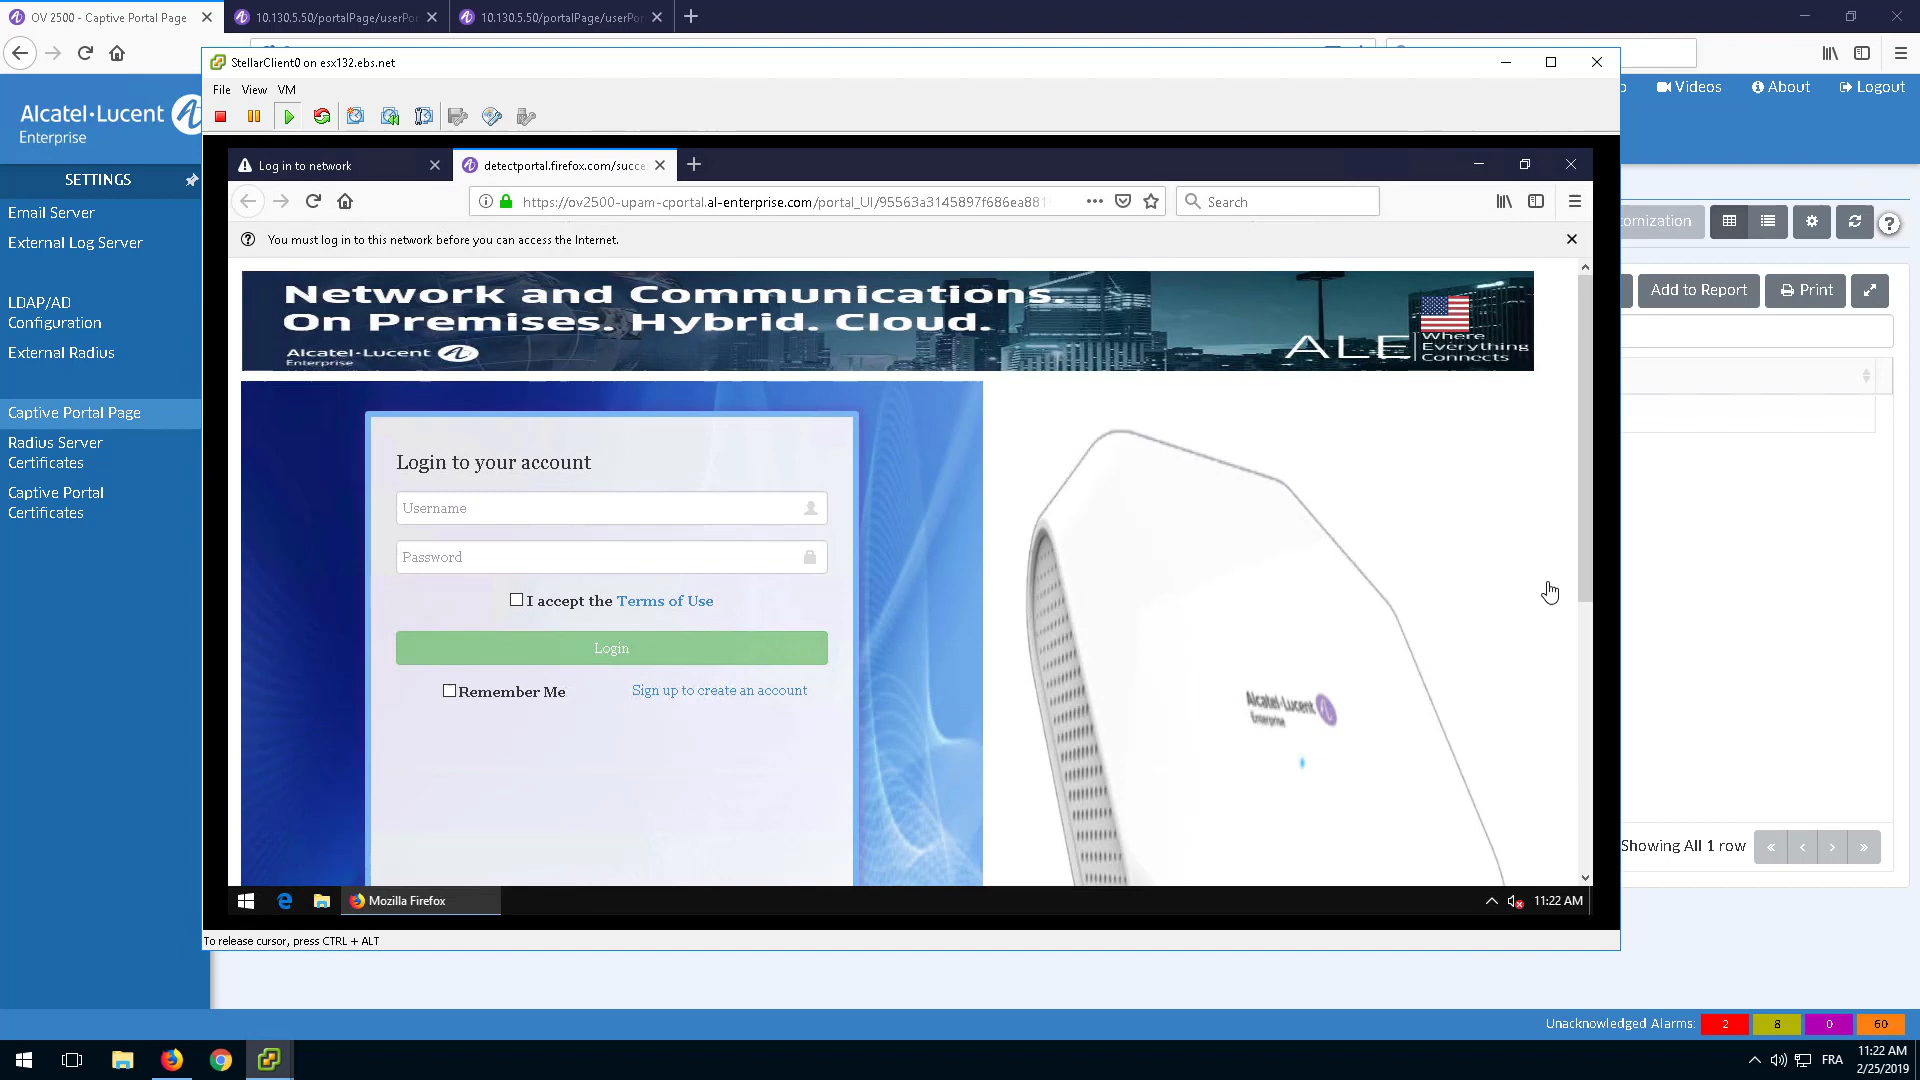 OV 2500 - Captive Portal Page
10.130.5.50/portalPage/userPor
10.130.5.50/portalPage/userPor
StellarClient0 on esx132.ebs.net
File View VM
Videos About Logout
Alcatel·Lucent
Enterprise
SETTINGS
Email Server
External Log Server
LDAP/AD
Configuration
External Radius
Captive Portal Page
Radius Server
Certificates
Captive Portal
Certificates
Log in to network
detectportal.firefox.com/succe
https://ov2500-upam-cportal.al-enterprise.com/portal_UI/95563a3145897f686ea881
Search
You must log in to this network before you can access the Internet.
Network and Communications.
On Premises. Hybrid. Cloud.
Alcatel·Lucent
Enterprise
ALE
Where
Everything
Connects
Login to your account
Username
Password
I accept the Terms of Use
Login
Remember Me
Sign up to create an account
Alcatel·Lucent
Enterprise
Mozilla Firefox
11:22 AM
To release cursor, press CTRL + ALT
omization
?
Add to Report
Print
Showing All 1 row
Unacknowledged Alarms: 2 8 0 60
FRA
11:22 AM
2/25/2019